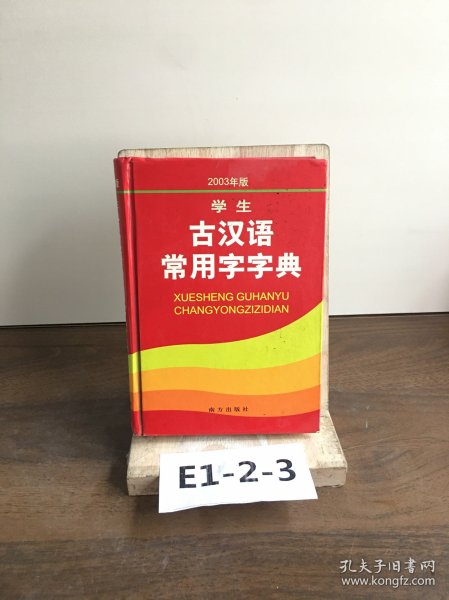 2003年版
学生
古汉语
常用字字典
XUESHENG GUHANYU
CHANGYONGZIZIDIAN
南方出版社
E1-2-3
孔夫子旧书网
www.kongfz.com